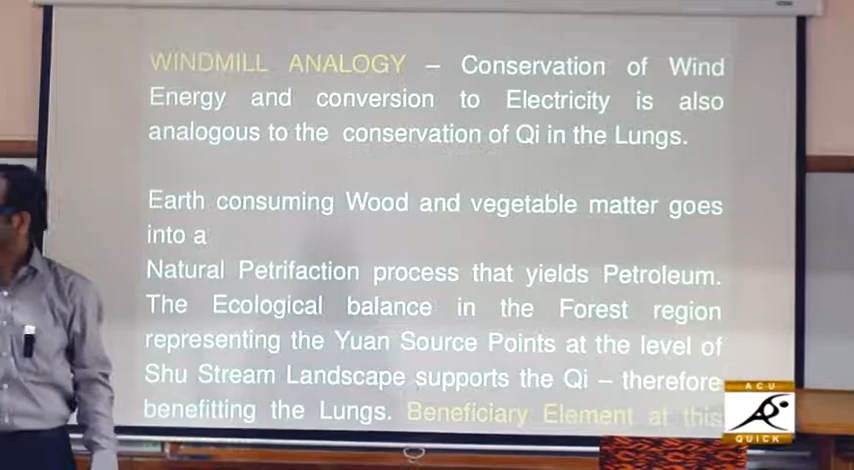 WINDMILL ANALOGY – Conservation of Wind
Energy and conversion to Electricity is also
analogous to the conservation of Qi in the Lungs.
Earth consuming Wood and vegetable matter goes
into a
Natural Petrifaction process that yields Petroleum.
The Ecological balance in the Forest region
representing the Yuan Source Points at the level of
Shu Stream Landscape supports the Qi – therefore
benefitting the Lungs. Beneficiary Element at this
ACU
QUICK